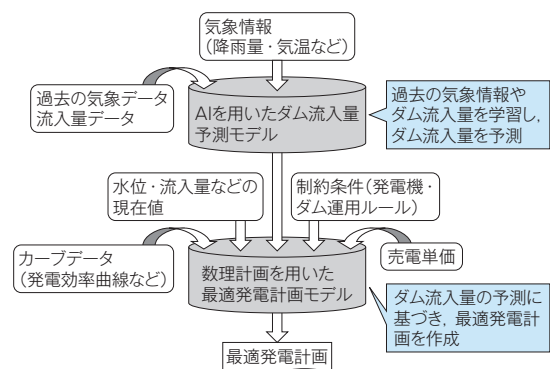 気象情報
（降雨量・気温など）
過去の気象データ
流入量データ
AIを用いたダム流入量
予測モデル
過去の気象情報や
ダム流入量を学習し，
ダム流入量を予測
水位・流入量などの
現在値
制約条件（発電機・
ダム運用ルール）
カーブデータ
（発電効率曲線など）
売電単価
数理計画を用いた
最適発電計画モデル
ダム流入量の予測に
基づき，最適発電計
画を作成
最適発電計画